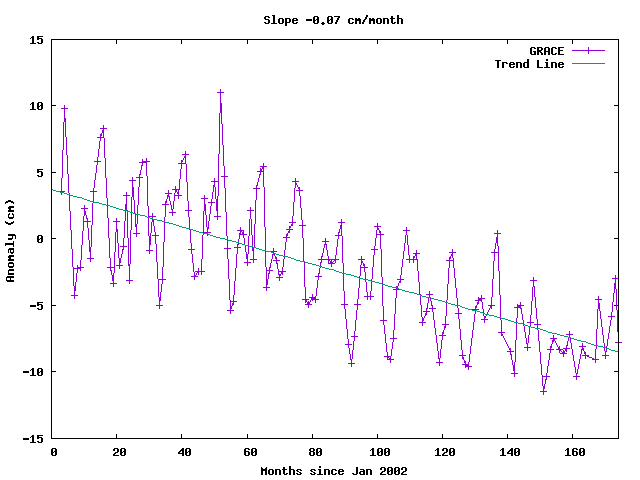 Slope -0.07 cm/month
15
10
5
0
-5
-10
-15
Anomaly (cm)
GRACE
Trend Line
0 20 40 60 80 100 120 140 160
Months since Jan 2002